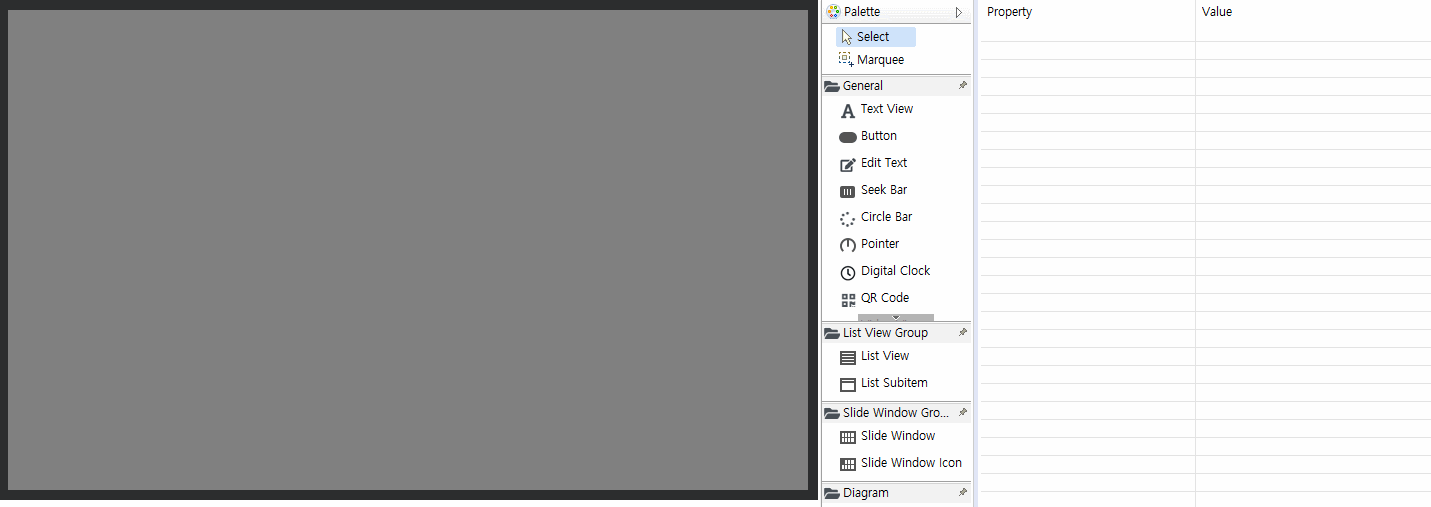 Palette
Select
Marquee
General
Text View
Button
Edit Text
Seek Bar
Circle Bar
Pointer
Digital Clock
QR Code
List View Group
List View
List Subitem
Slide Window Gro...
Slide Window
Slide Window Icon
Diagram
Property Value